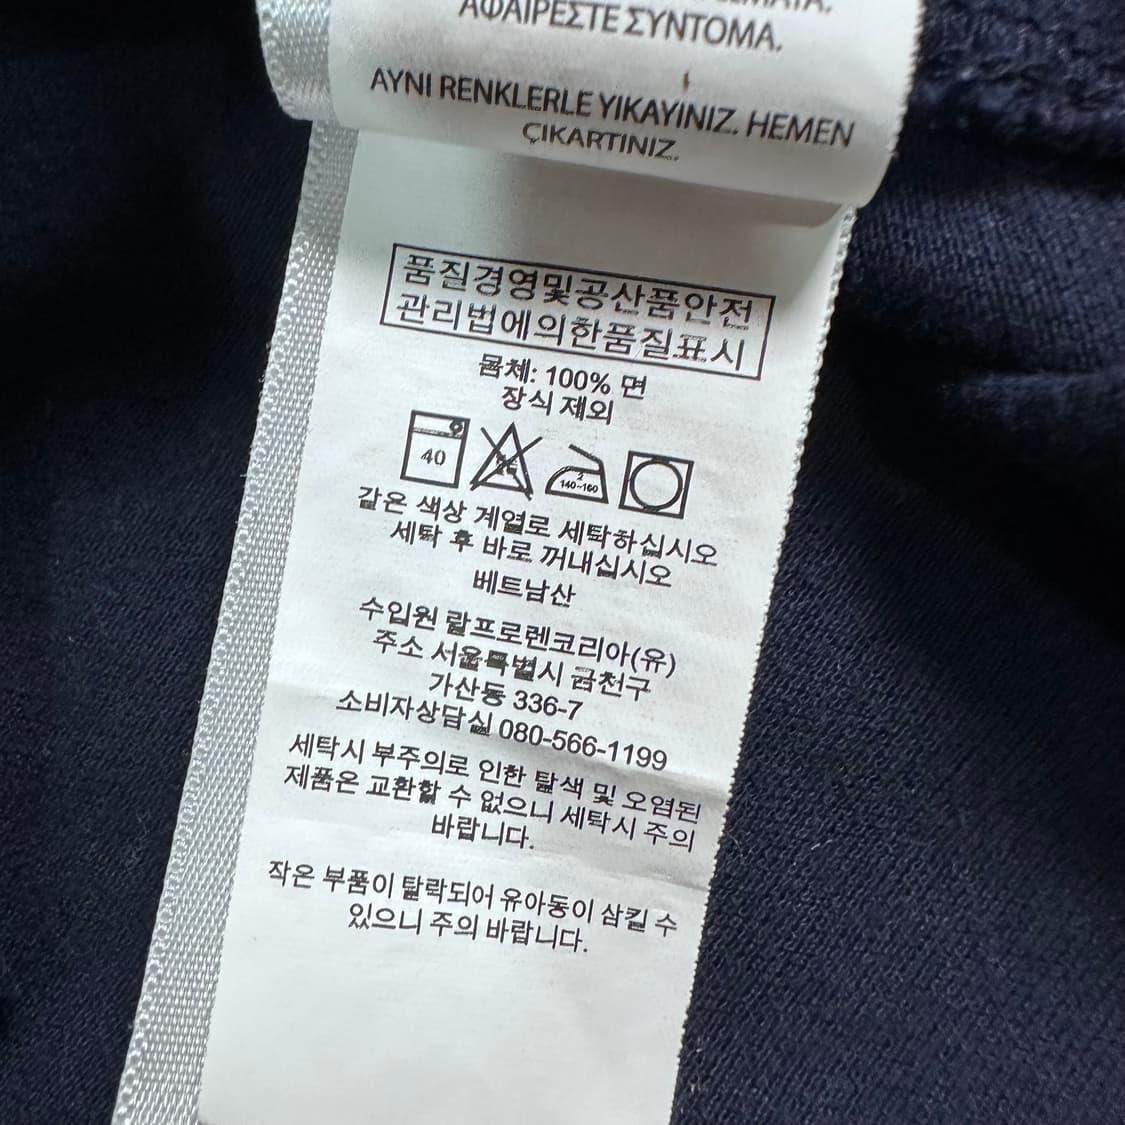 ΑΦΑΙΡΕΣΤΕ ΣΥΝΤΟΜΑ.
AYNI RENKLERLE YIKAYINIZ. HEMEN
ÇIKARTINIZ.
품질경영및공산품안전
관리법에의한품질표시
몸체: 100% 면
장식 제외
40
2
140~160
같은 색상 계열로 세탁하십시오
세탁 후 바로 꺼내십시오
베트남산
수입원 랄프로렌코리아(유)
주소 서울특별시 금천구
가산동 336-7
소비자상담실 080-566-1199
세탁시 부주의로 인한 탈색 및 오염된
제품은 교환할 수 없으니 세탁시 주의
바랍니다.
작은 부품이 탈락되어 유아동이 삼킬 수
있으니 주의 바랍니다.